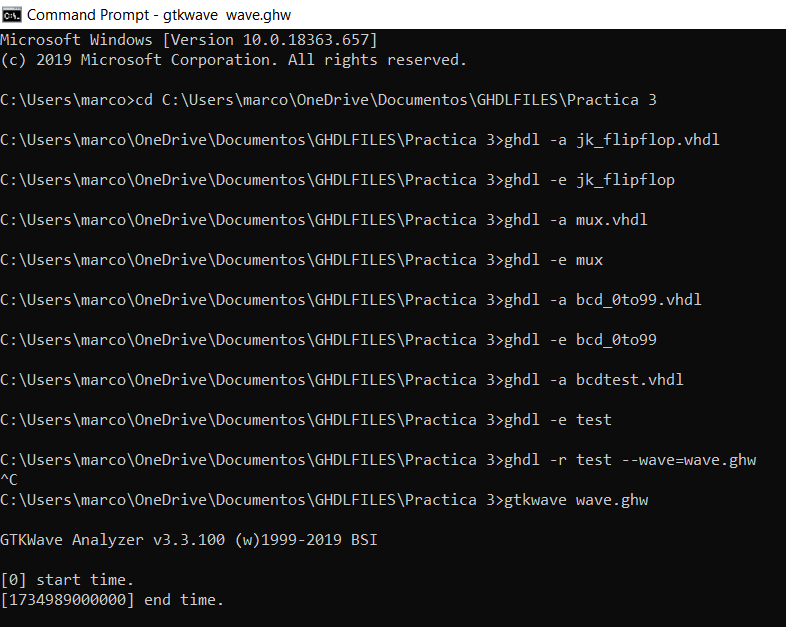 Command Prompt - gtkwave  wave.ghw
Microsoft Windows [Version 10.0.18363.657]
(c) 2019 Microsoft Corporation. All rights reserved.
C:\Users\marco>cd C:\Users\marco\OneDrive\Documentos\GHDLFILES\Practica 3
C:\Users\marco\OneDrive\Documentos\GHDLFILES\Practica 3>ghdl -a jk_flipflop.vhdl
C:\Users\marco\OneDrive\Documentos\GHDLFILES\Practica 3>ghdl -e jk_flipflop
C:\Users\marco\OneDrive\Documentos\GHDLFILES\Practica 3>ghdl -a mux.vhdl
C:\Users\marco\OneDrive\Documentos\GHDLFILES\Practica 3>ghdl -e mux
C:\Users\marco\OneDrive\Documentos\GHDLFILES\Practica 3>ghdl -a bcd_0to99.vhdl
C:\Users\marco\OneDrive\Documentos\GHDLFILES\Practica 3>ghdl -e bcd_0to99
C:\Users\marco\OneDrive\Documentos\GHDLFILES\Practica 3>ghdl -a bcdtest.vhdl
C:\Users\marco\OneDrive\Documentos\GHDLFILES\Practica 3>ghdl -e test
C:\Users\marco\OneDrive\Documentos\GHDLFILES\Practica 3>ghdl -r test --wave=wave.ghw
^C
C:\Users\marco\OneDrive\Documentos\GHDLFILES\Practica 3>gtkwave wave.ghw
GTKWave Analyzer v3.3.100 (w)1999-2019 BSI
[0] start time.
[1734989000000] end time.